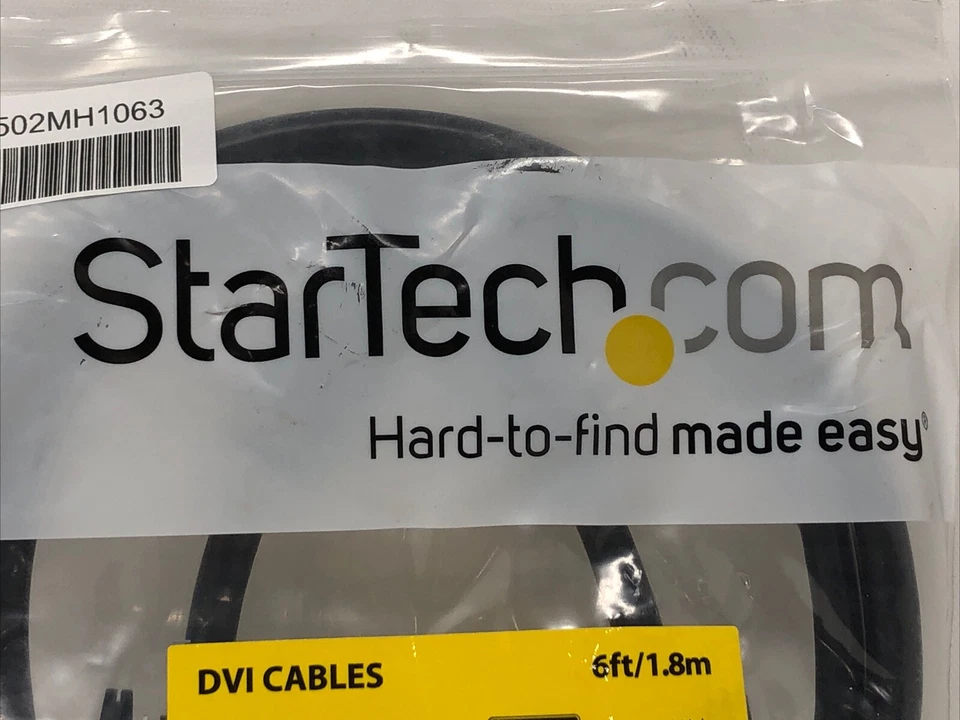 502MH1063
StarTech.com
Hard-to-find made easy®
DVI CABLES
6ft/1.8m